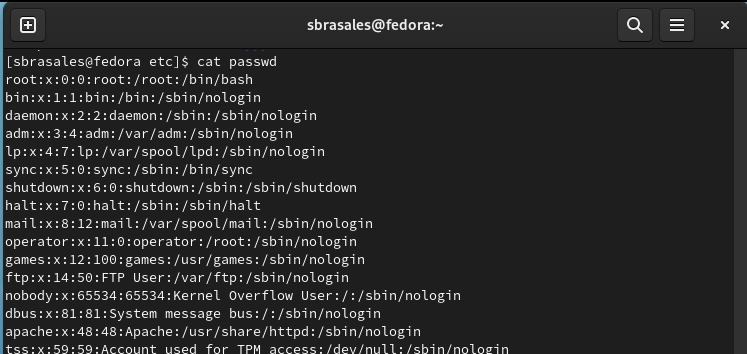 sbrasales@fedora:~
[sbrasales@fedora etc]$ cat passwd
root:x:0:0:root:/root:/bin/bash
bin:x:1:1:bin:/bin:/sbin/nologin
daemon:x:2:2:daemon:/sbin:/sbin/nologin
adm:x:3:4:adm:/var/adm:/sbin/nologin
lp:x:4:7:lp:/var/spool/lpd:/sbin/nologin
sync:x:5:0:sync:/sbin:/bin/sync
shutdown:x:6:0:shutdown:/sbin:/sbin/shutdown
halt:x:7:0:halt:/sbin:/sbin/halt
mail:x:8:12:mail:/var/spool/mail:/sbin/nologin
operator:x:11:0:operator:/root:/sbin/nologin
games:x:12:100:games:/usr/games:/sbin/nologin
ftp:x:14:50:FTP User:/var/ftp:/sbin/nologin
nobody:x:65534:65534:Kernel Overflow User:/:/sbin/nologin
dbus:x:81:81:System message bus:/:/sbin/nologin
apache:x:48:48:Apache:/usr/share/httpd:/sbin/nologin
tss:x:59:59:Account used for TPM access:/dev/null:/sbin/nologin